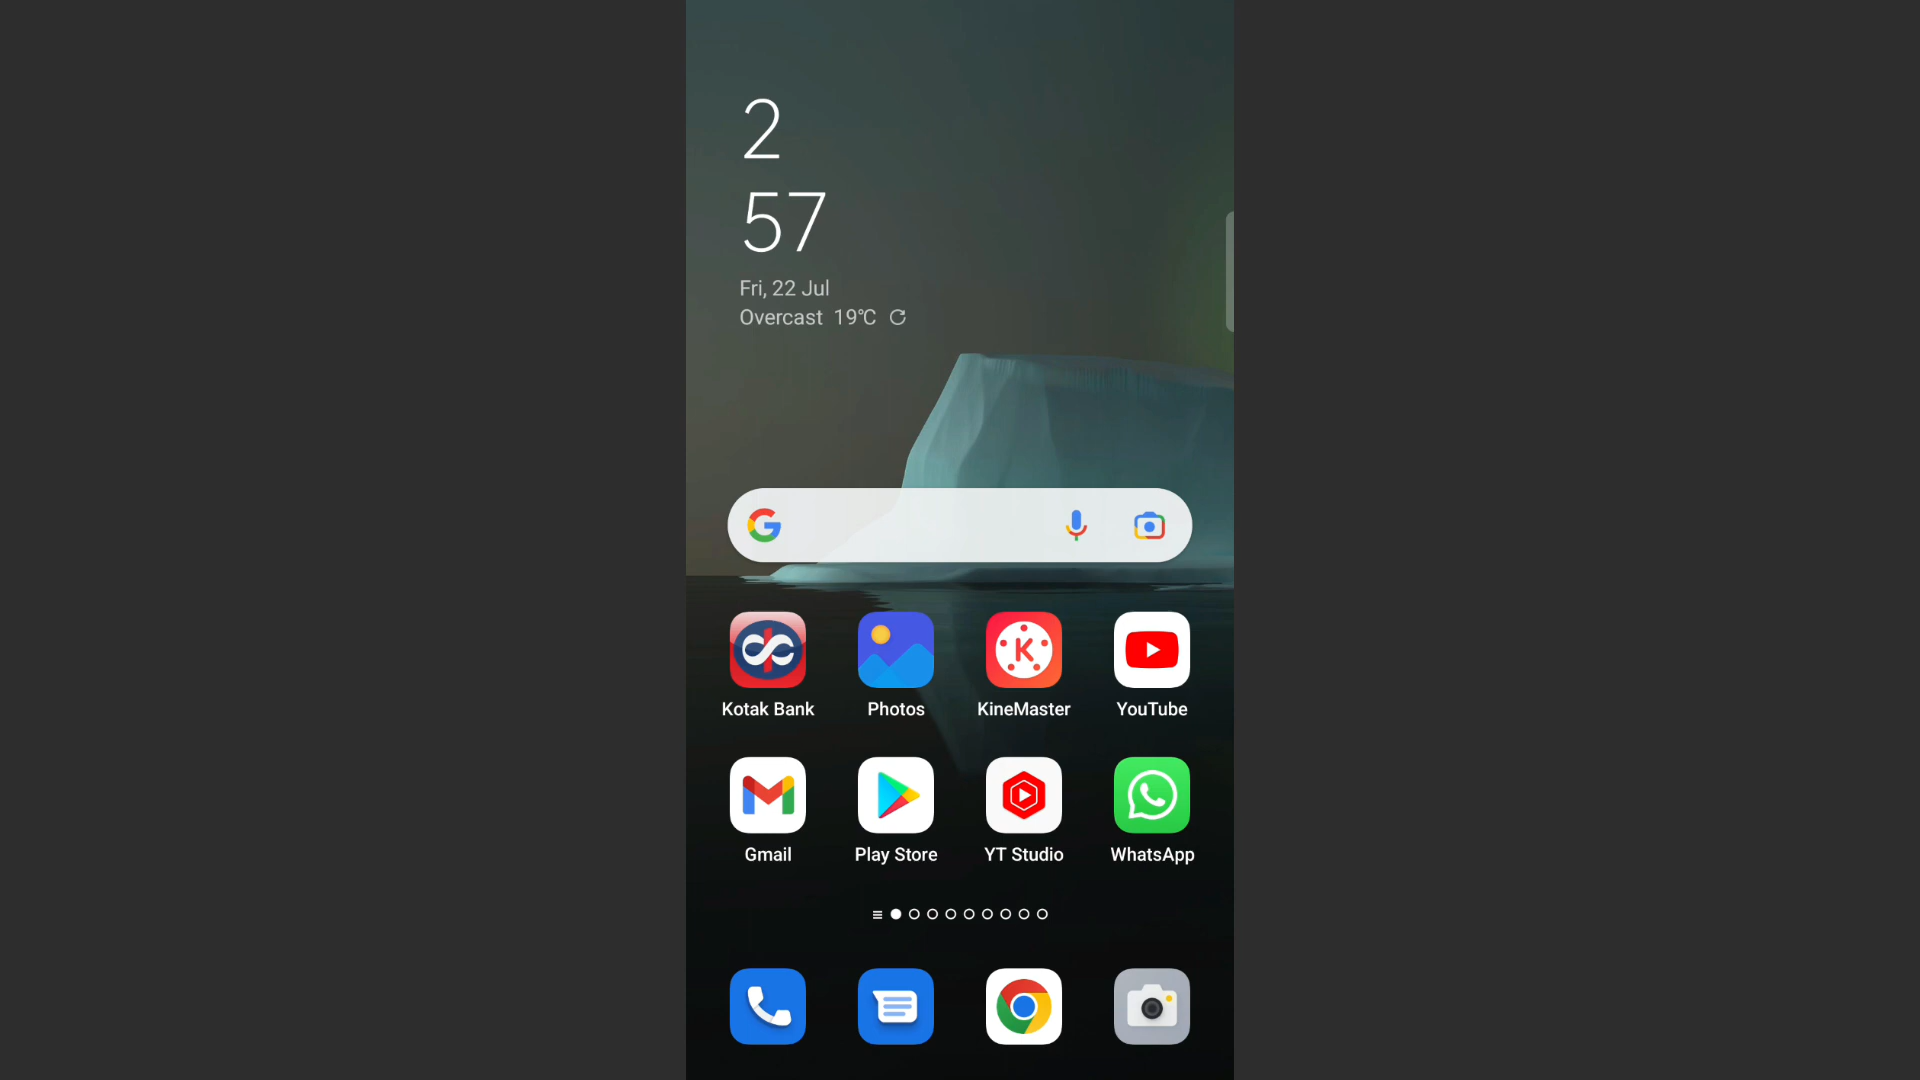 2
57
Fri, 22 Jul
Overcast 19℃
Kotak Bank
Photos
KineMaster
YouTube
Gmail
Play Store
YT Studio
WhatsApp